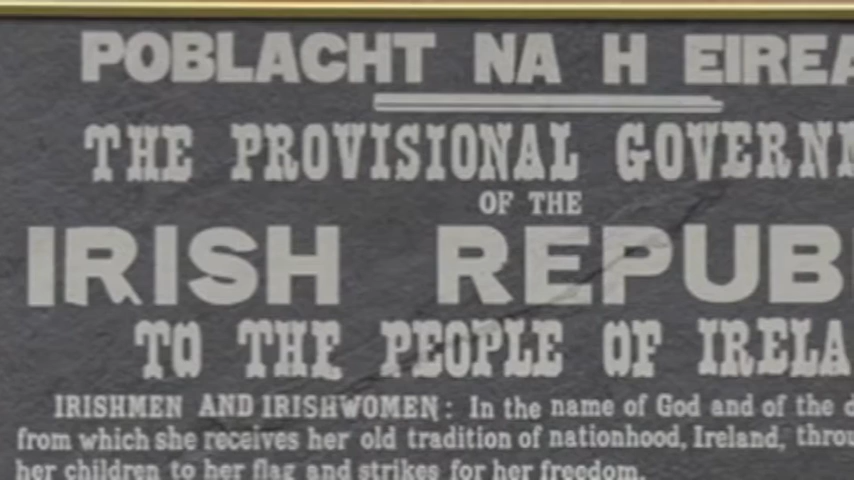 POBLACHT NA H EIREA
THE PROVISIONAL GOVERN
OF THE
IRISH REPUB
TO THE PEOPLE OF IRELA
IRISHMEN AND IRISHWOMEN: In the name of God and of the d
from which she receives her old tradition of nationhood, Ireland, throu
her children to her flag and strikes for her freedom.